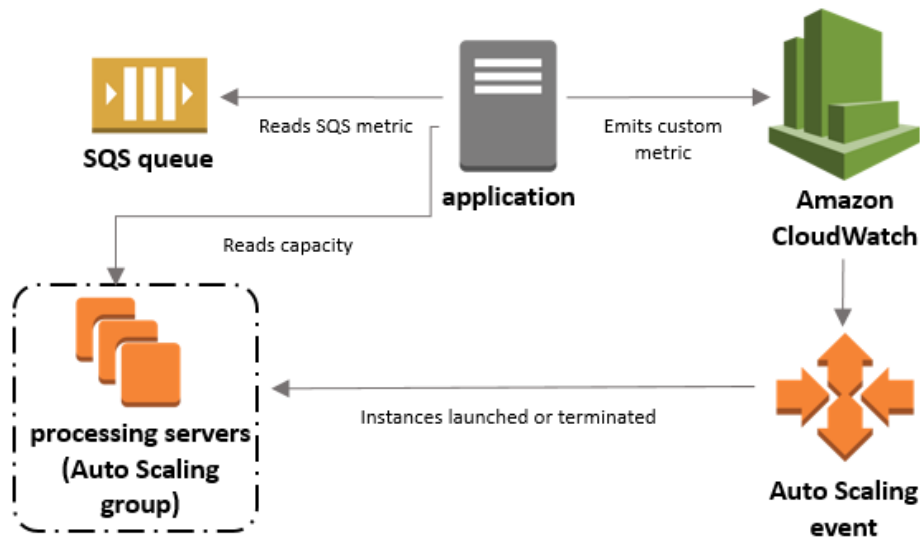 Reads SQS metric
Emits custom
metric
SQS queue
application
Amazon
CloudWatch
Reads capacity
processing servers
(Auto Scaling
group)
Instances launched or terminated
Auto Scaling
event